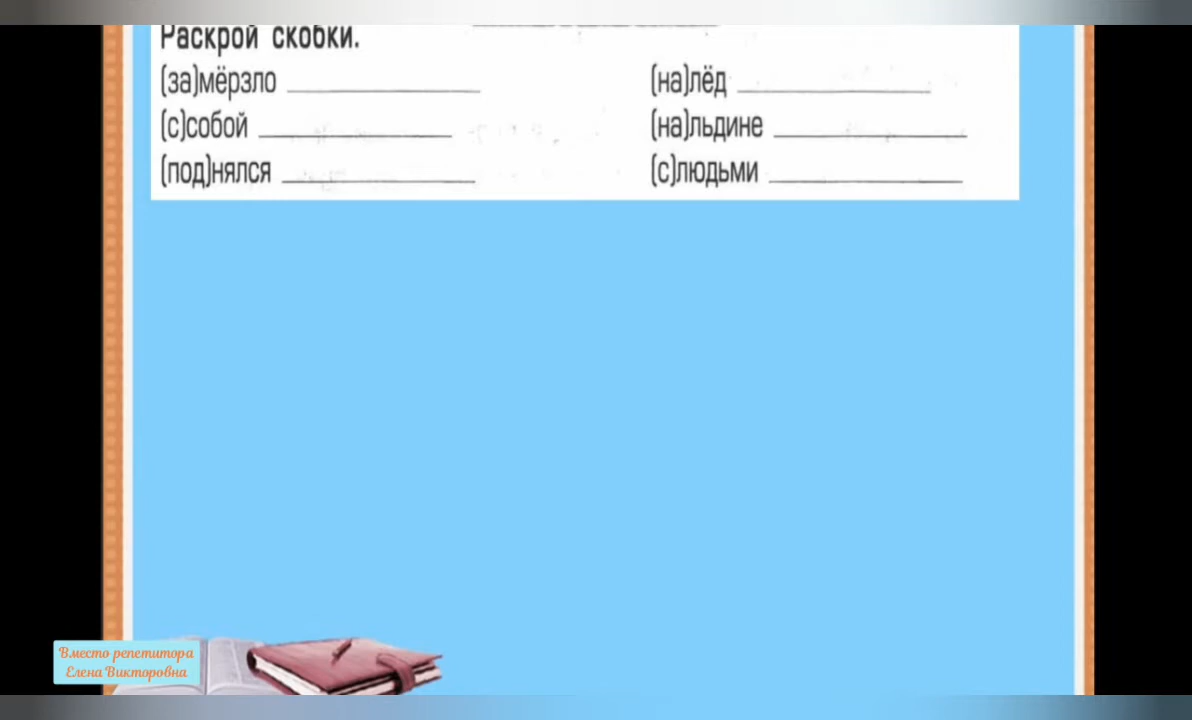 Раскрой скобки.
(за)мёрзло
(на)лёд
(с)собой
(на)льдине
(под)нялся
(с)людьми
Вместо репетитора
Елена Викторовна